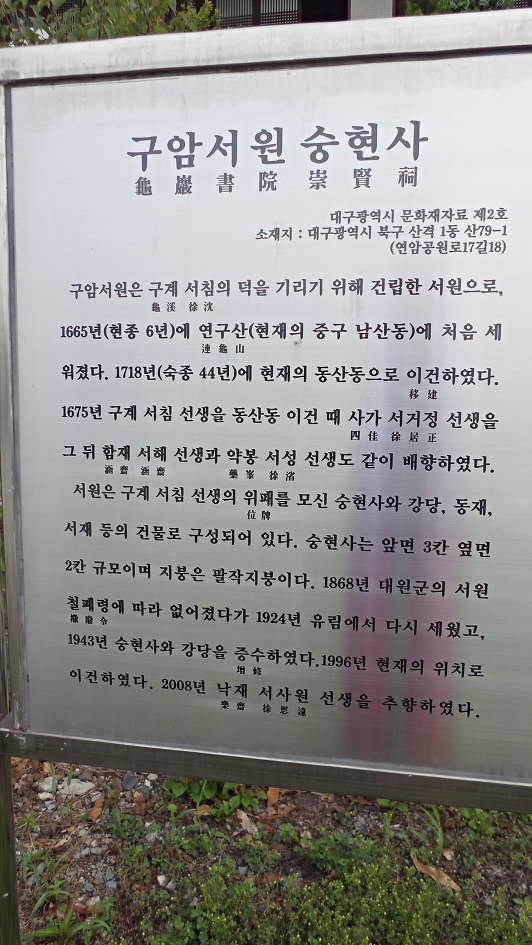 구암서원 숭현사
龜巖書院 崇賢祠
대구광역시 문화재자료 제2호
소재지 : 대구광역시 북구 산격 1동 산79-1
(연암공원로17길18)
구암서원은 구계 서침의 덕을 기리기 위해 건립한 서원으로,
龜溪 徐沈
1665년(현종 6년)에 연구산(현재의 중구 남산동)에 처음 세
連龜山
워졌다. 1718년(숙종 44년)에 현재의 동산동으로 이건하였다.
移建
1675년 구계 서침 선생을 동산동 이건 때 사가 서거정 선생을
四佳 徐居正
그 뒤 함재 서해 선생과 약봉 서성 선생도 같이 배향하였다.
涵齋 涵齋 藥峯 徐渻
서원은 구계 서침 선생의 위패를 모신 숭현사와 강당, 동재,
位牌
서재 등의 건물로 구성되어 있다. 숭현사는 앞면 3칸 옆면
2칸 규모이며 지붕은 팔작지붕이다. 1868년 대원군의 서원
철폐령에 따라 없어졌다가 1924년 유림에서 다시 세웠고,
撤廢令
1943년 숭현사와 강당을 증수하였다.1996년 현재의 위치로
增修
이건하였다. 2008년 낙재 서사원 선생을 추향하였다.
樂齋 徐思遠